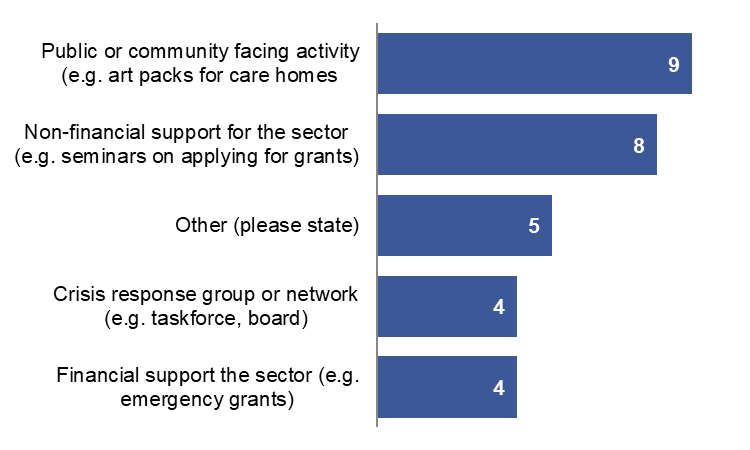 Public or community facing activity
(e.g. art packs for care homes
9
Non-financial support for the sector
(e.g. seminars on applying for grants)
8
Other (please state)
5
Crisis response group or network
(e.g. taskforce, board)
4
Financial support the sector (e.g.
emergency grants)
4